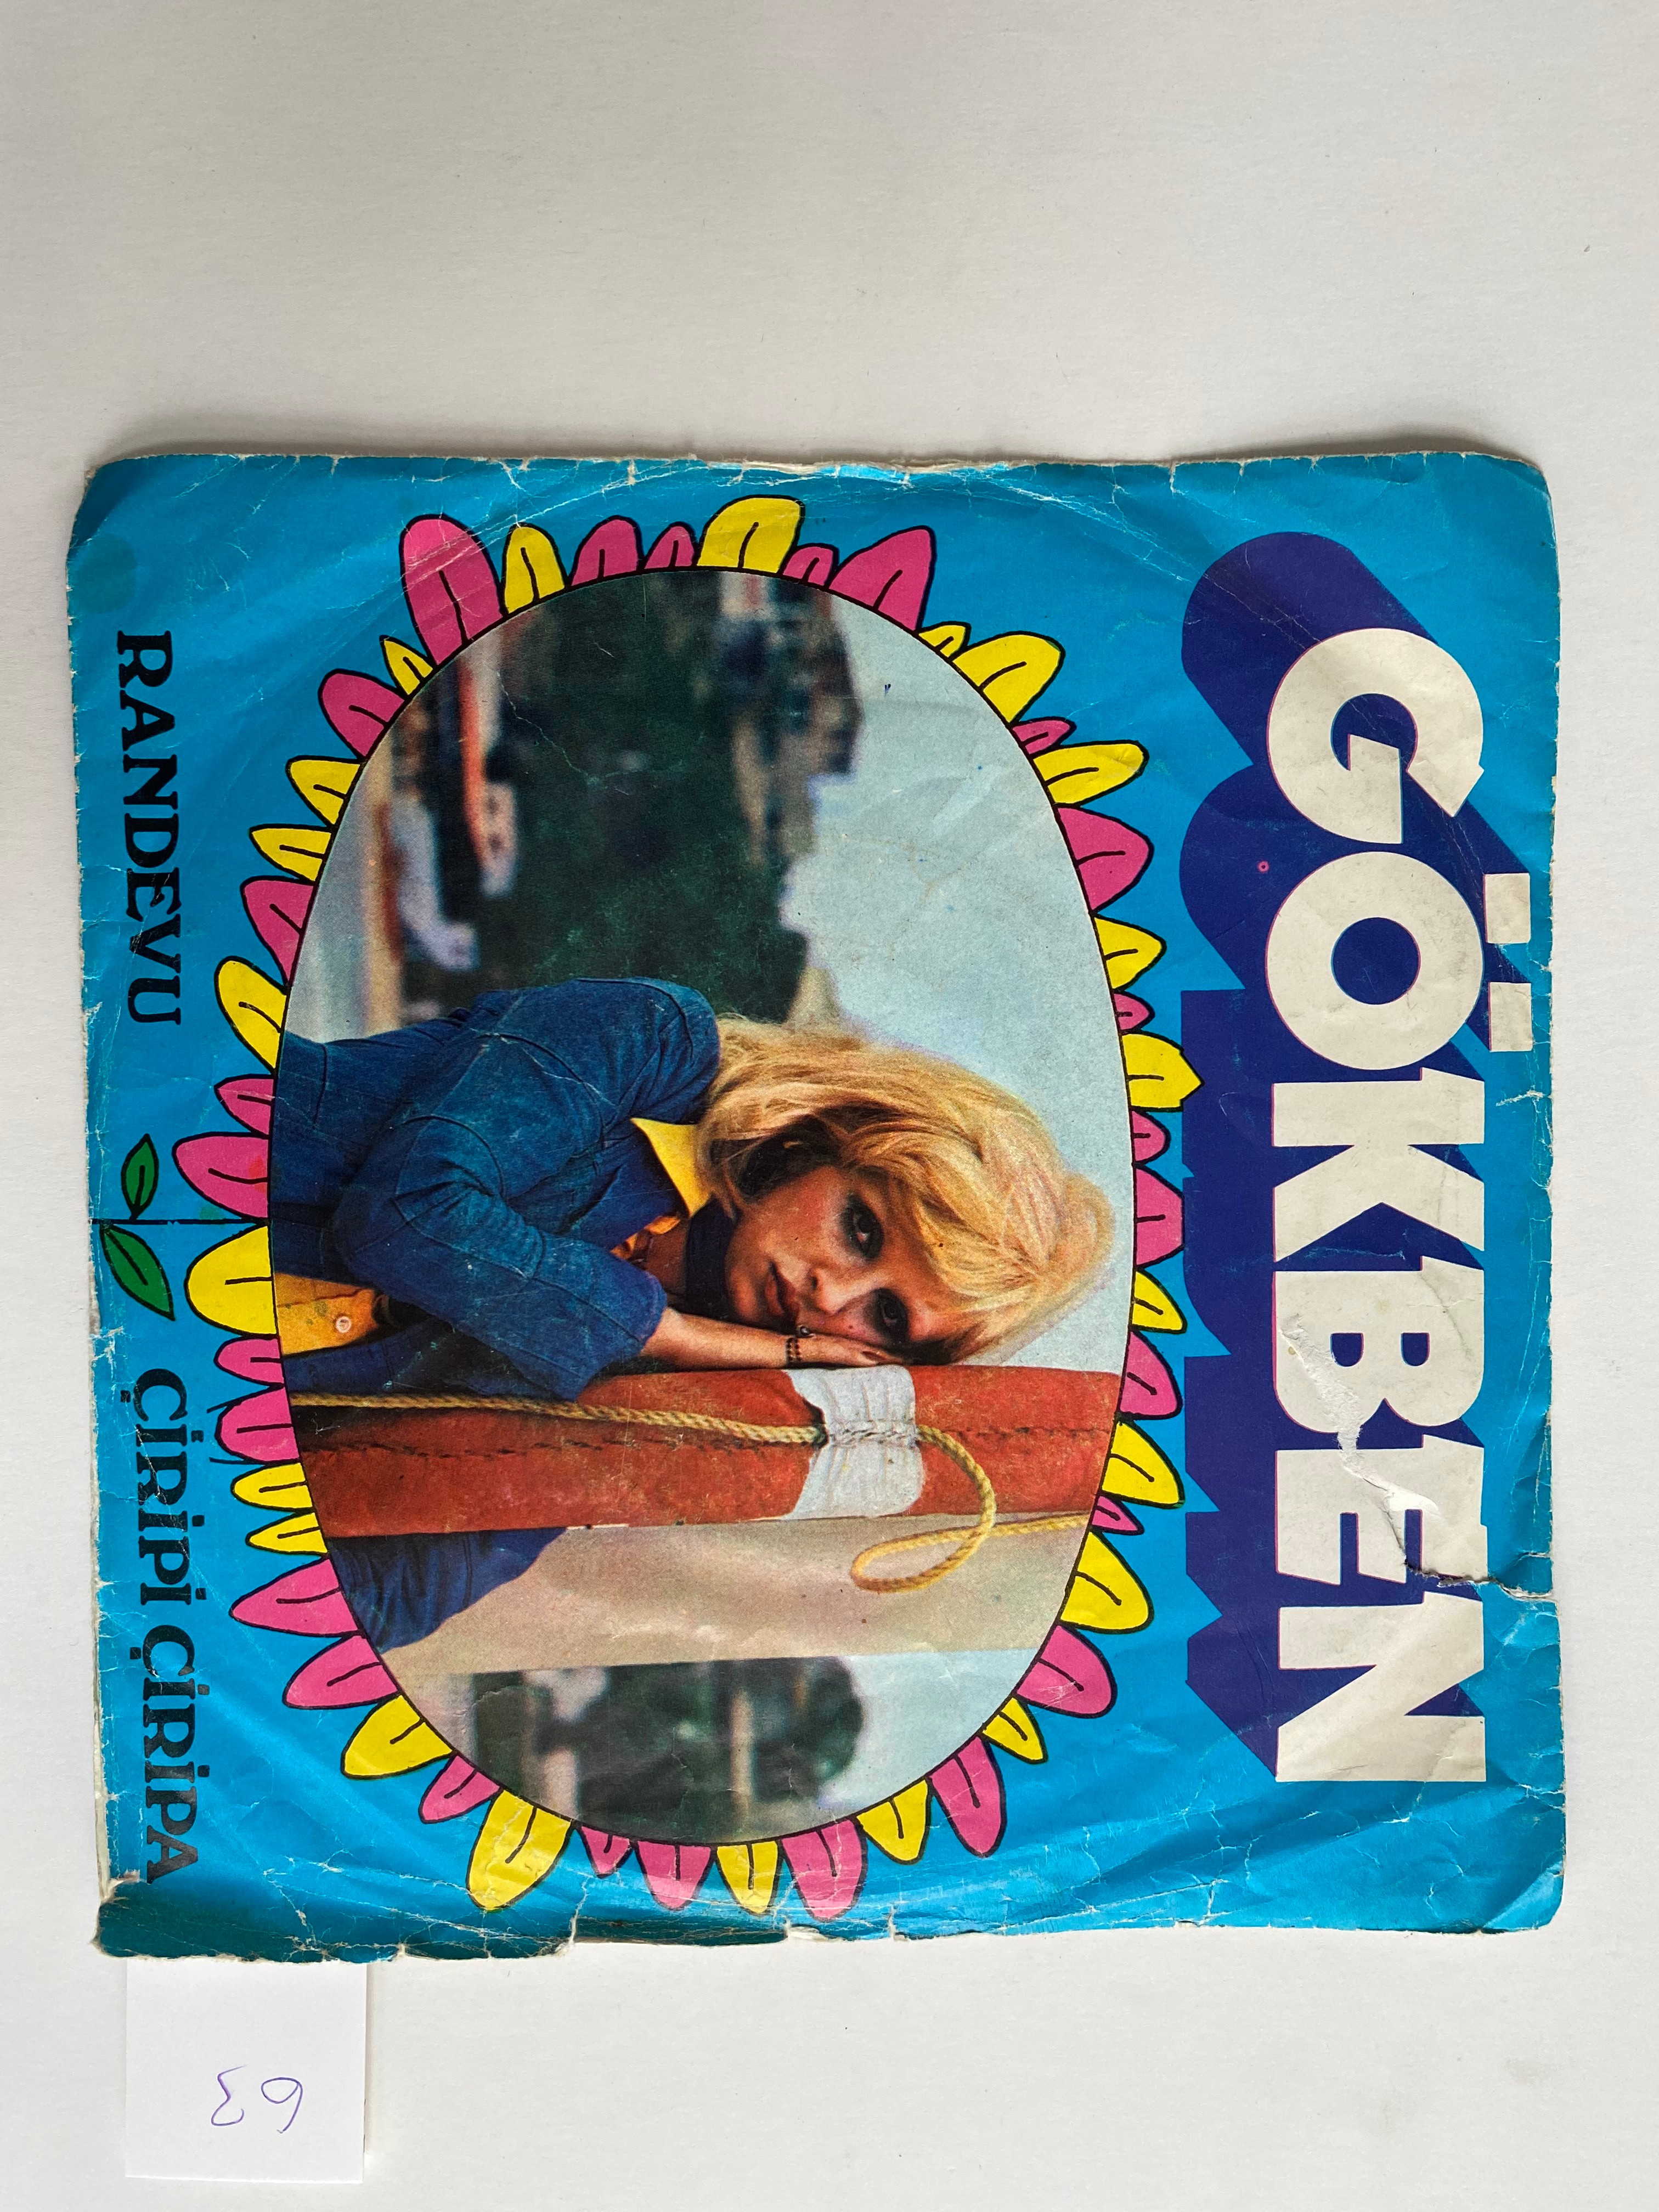 GÖKBEN
RANDEVU ÇİRİPİ ÇİRİPA
63